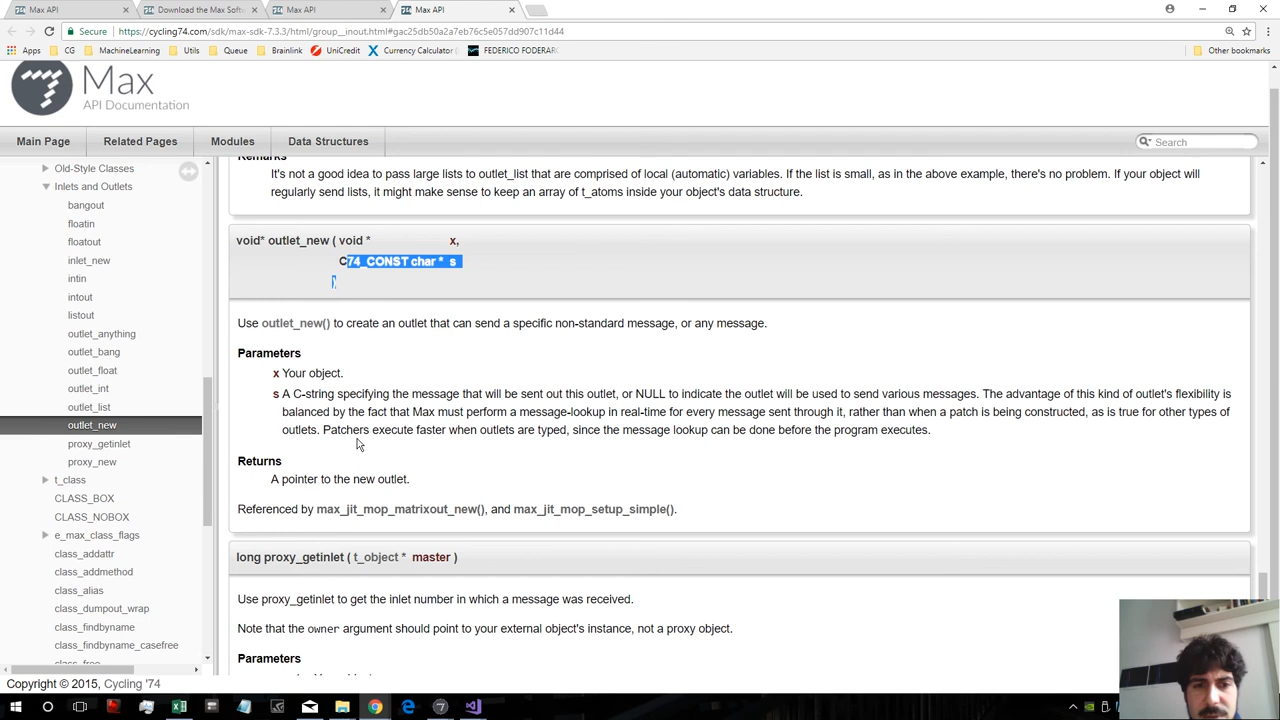 Max API
Download the Max Soft
Max API
Max API
Secure
https://cycling74.com/sdk/max-sdk-7.3.3/html/group__inout.html#gac25db50a2a7eb76c5e057dd907c11d44
Apps
CG
MachineLearning
Utils
Queue
Brainlink
UniCredit
Currency Calculator (
FEDERICO FODERARO
Other bookmarks
Max
API Documentation
Main Page
Related Pages
Modules
Data Structures
Search
Old-Style Classes
Inlets and Outlets
bangout
floatin
floatout
inlet_new
intin
intout
listout
outlet_anything
outlet_bang
outlet_float
outlet_int
outlet_list
outlet_new
proxy_getinlet
proxy_new
t_class
CLASS_BOX
CLASS_NOBOX
e_max_class_flags
class_addattr
class_addmethod
class_alias
class_dumpout_wrap
class_findbyname
class_findbyname_casefree
class_free
Remarks
It's not a good idea to pass large lists to outlet_list that are comprised of local (automatic) variables. If the list is small, as in the above example, there's no problem. If your object will
regularly send lists, it might make sense to keep an array of t_atoms inside your object's data structure.
void* outlet_new ( void * x,
C74_CONST char * s
)
Use outlet_new() to create an outlet that can send a specific non-standard message, or any message.
Parameters
x Your object.
s A C-string specifying the message that will be sent out this outlet, or NULL to indicate the outlet will be used to send various messages. The advantage of this kind of outlet's flexibility is
balanced by the fact that Max must perform a message-lookup in real-time for every message sent through it, rather than when a patch is being constructed, as is true for other types of
outlets. Patchers execute faster when outlets are typed, since the message lookup can be done before the program executes.
Returns
A pointer to the new outlet.
Referenced by max_jit_mop_matrixout_new(), and max_jit_mop_setup_simple().
long proxy_getinlet ( t_object * master )
Use proxy_getinlet to get the inlet number in which a message was received.
Note that the owner argument should point to your external object's instance, not a proxy object.
Parameters
Copyright © 2015, Cycling '74